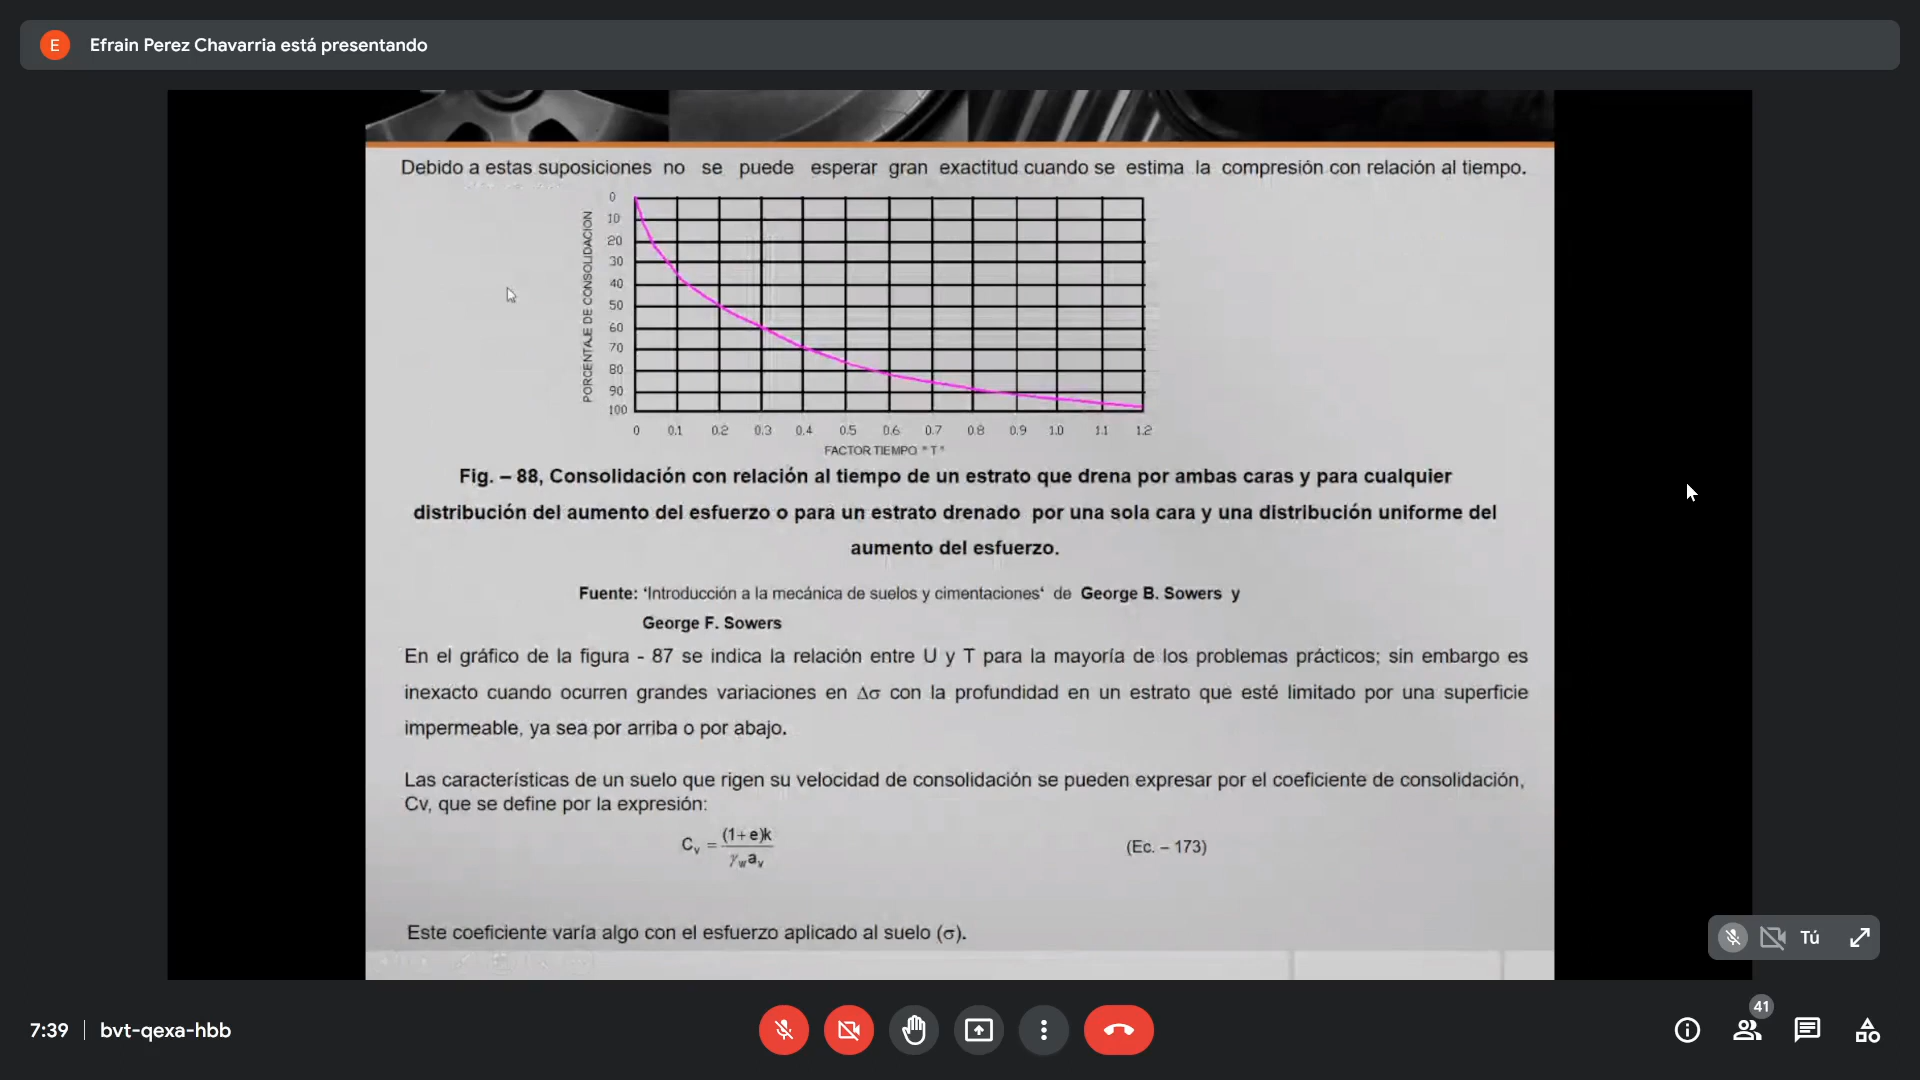 E
Efrain Perez Chavarria está presentando
Debido a estas suposiciones no se puede esperar gran exactitud cuando se estima la compresión con relación al tiempo.
PORCENTAJE DE CONSOLIDACION
0
10
20
30
40
50
60
70
80
90
100
0 0.1 0.2 0.3 0.4 0.5 0.6 0.7 0.8 0.9 1.0 1.1 1.2
FACTOR TIEMPO " T "
Fig. – 88, Consolidación con relación al tiempo de un estrato que drena por ambas caras y para cualquier
distribución del aumento del esfuerzo o para un estrato drenado por una sola cara y una distribución uniforme del
aumento del esfuerzo.
Fuente: ‘Introducción a la mecánica de suelos y cimentaciones‘ de George B. Sowers y
George F. Sowers
En el gráfico de la figura - 87 se indica la relación entre U y T para la mayoría de los problemas prácticos; sin embargo es
inexacto cuando ocurren grandes variaciones en Δσ con la profundidad en un estrato que esté limitado por una superficie
impermeable, ya sea por arriba o por abajo.
Las características de un suelo que rigen su velocidad de consolidación se pueden expresar por el coeficiente de consolidación,
Cv, que se define por la expresión:
C_v = (1+ e)k / γ_w a_v (Ec. – 173)
Este coeficiente varía algo con el esfuerzo aplicado al suelo (σ).
Tú
7:39 | bvt-qexa-hbb
41